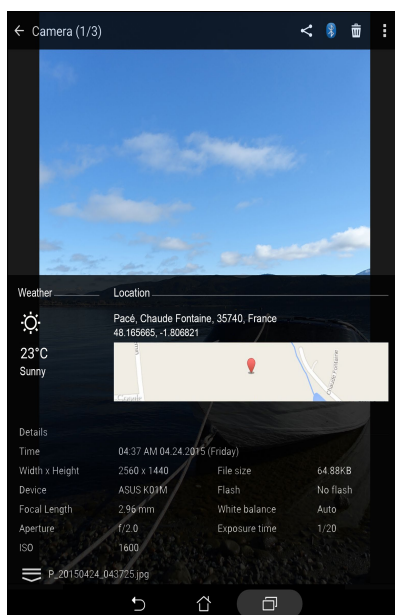 Camera (1/3)
Weather Location
Pacé, Chaude Fontaine, 35740, France
48.165665, -1.806821
23°C
Sunny
Chaude Fontaine
Google
Details
Time 04:37 AM 04.24.2015 (Friday)
Width x Height 2560 x 1440 File size 64.88KB
Device ASUS K01M Flash No flash
Focal Length 2.96 mm White balance Auto
Aperture f/2.0 Exposure time 1/20
ISO 1600
P_20150424_043725.jpg